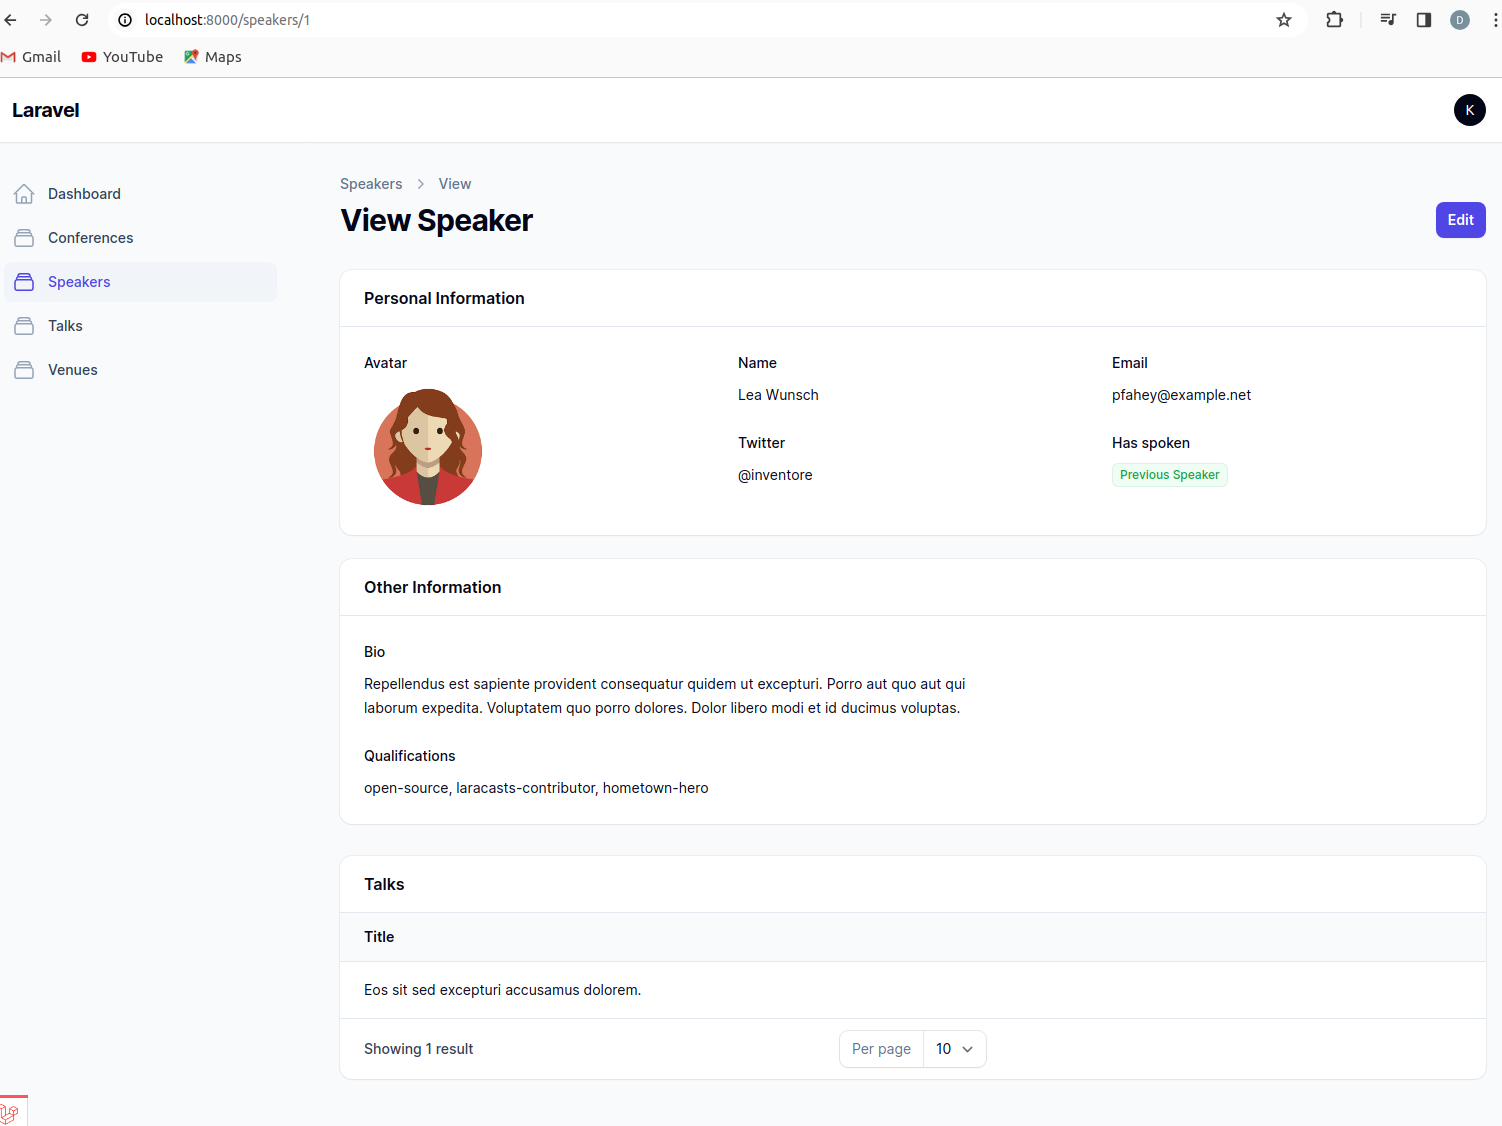 localhost:8000/speakers/1
D
Gmail YouTube Maps
Laravel
K
Dashboard
Conferences
Speakers
Talks
Venues
Speakers View
View Speaker
Edit
Personal Information
Avatar
Name
Lea Wunsch
Email
pfahey@example.net
Twitter
@inventore
Has spoken
Previous Speaker
Other Information
Bio
Repellendus est sapiente provident consequatur quidem ut excepturi. Porro aut quo aut qui
laborum expedita. Voluptatem quo porro dolores. Dolor libero modi et id ducimus voluptas.
Qualifications
open-source, laracasts-contributor, hometown-hero
Talks
Title
Eos sit sed excepturi accusamus dolorem.
Showing 1 result
Per page 10